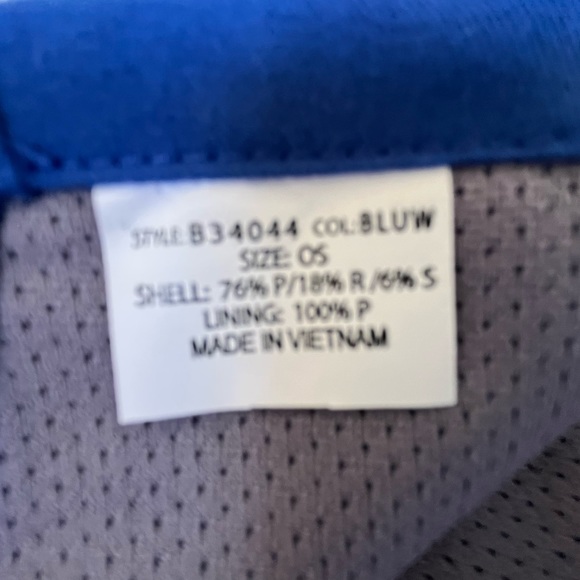 STYLE: B34044 COL: BLUW
SIZE: OS
SHELL: 76% P/18% R /6% S
LINING: 100% P
MADE IN VIETNAM